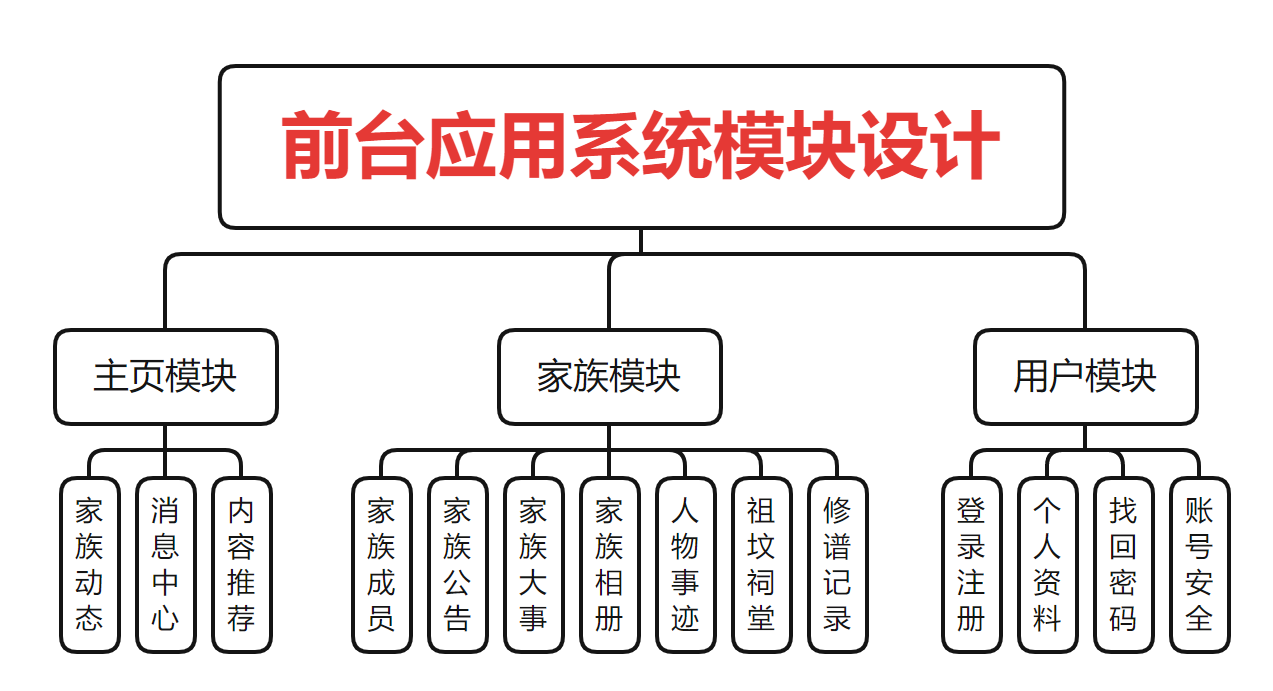 前台应用系统模块设计
主页模块
家族模块
用户模块
家族动态
消息中心
内容推荐
家族成员
家族公告
家族大事
家族相册
人物事迹
祖坟祠堂
修谱记录
登录注册
个人资料
找回密码
账号安全